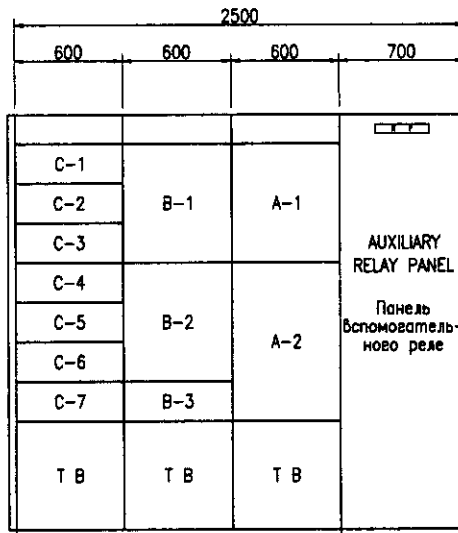 2500
600 600 600 700
C-1
C-2
C-3
C-4
C-5
C-6
C-7
T B
B-1
B-2
B-3
T B
A-1
A-2
T B
AUXILIARY
RELAY PANEL
Панель
вспомогатель-
ного реле